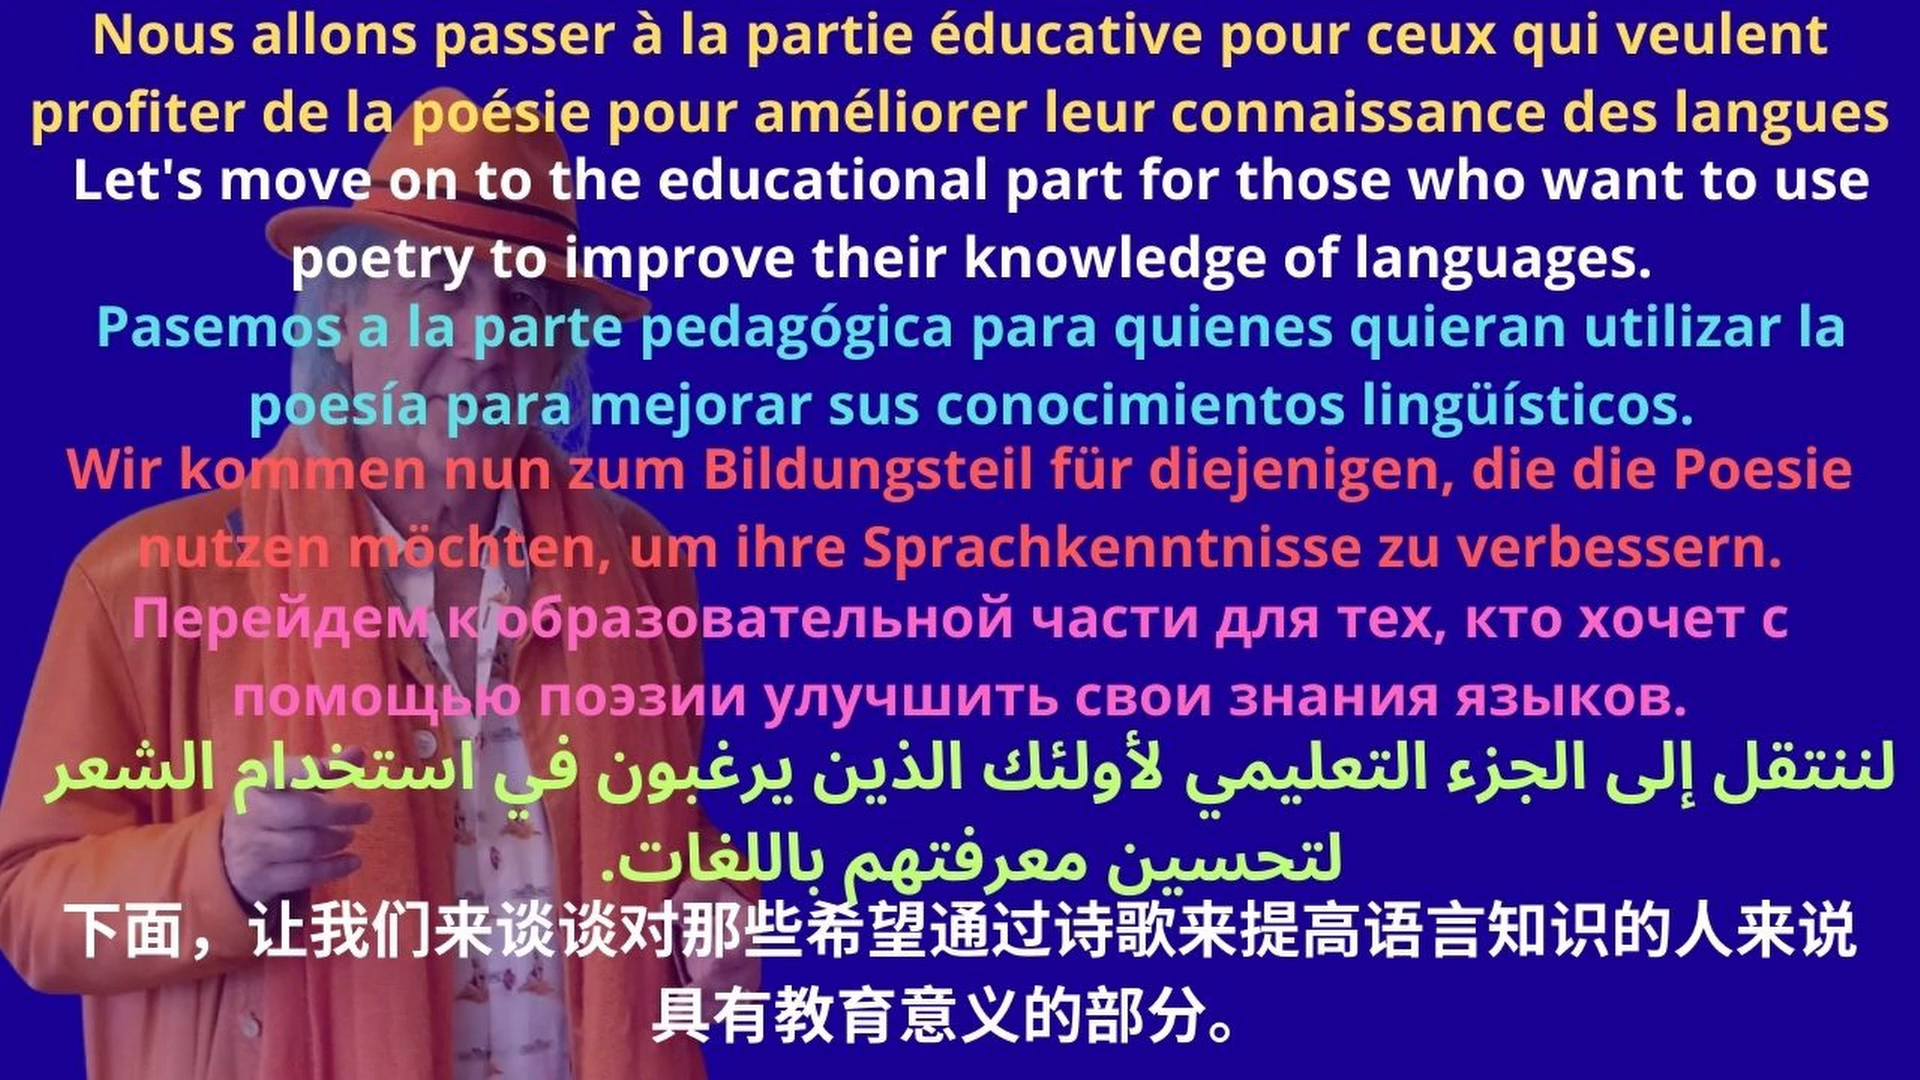 Nous allons passer à la partie éducative pour ceux qui veulent
profiter de la poésie pour améliorer leur connaissance des langues
Let's move on to the educational part for those who want to use
poetry to improve their knowledge of languages.
Pasemos a la parte pedagógica para quienes quieran utilizar la
poesía para mejorar sus conocimientos lingüísticos.
Wir kommen nun zum Bildungsteil für diejenigen, die die Poesie
nutzen möchten, um ihre Sprachkenntnisse zu verbessern.
Перейдем к образовательной части для тех, кто хочет с
помощью поэзии улучшить свои знания языков.
لننتقل إلى الجزء التعليمي لأولئك الذين يرغبون في استخدام الشعر
لتحسين معرفتهم باللغات.
下面，让我们来谈谈对那些希望通过诗歌来提高语言知识的人来说
具有教育意义的部分。